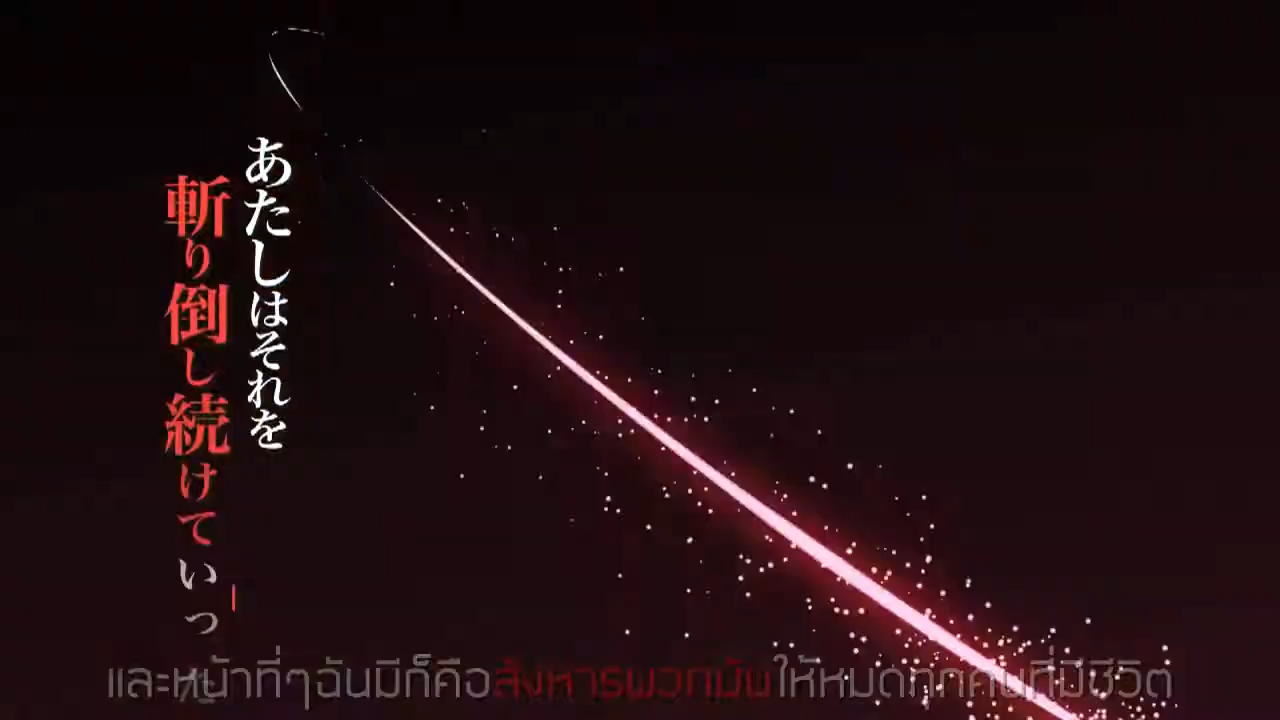 あたしはそれを
斬り倒し続けていっ
และหน้าที่ๆฉันมีก็คือสังหารพวกมันให้หมดทุกคนที่มีชีวิต